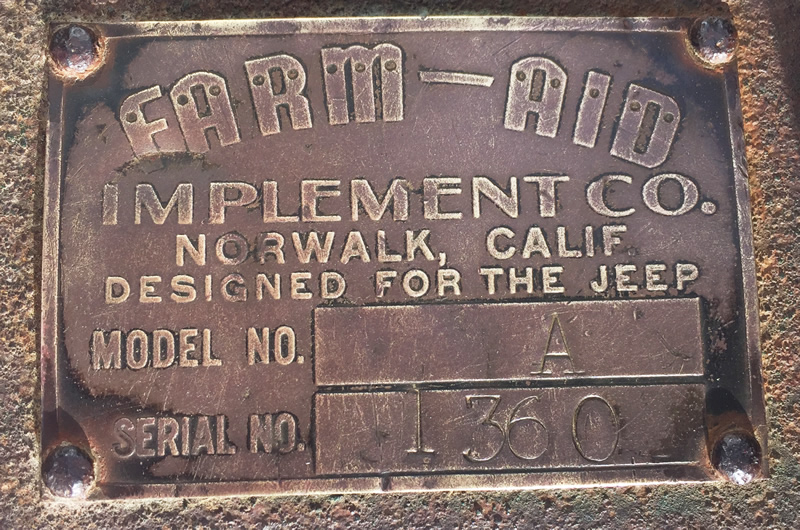 FARM-AID
IMPLEMENT CO.
NORWALK, CALIF.
DESIGNED FOR THE JEEP
MODEL NO. A
SERIAL NO. 1360